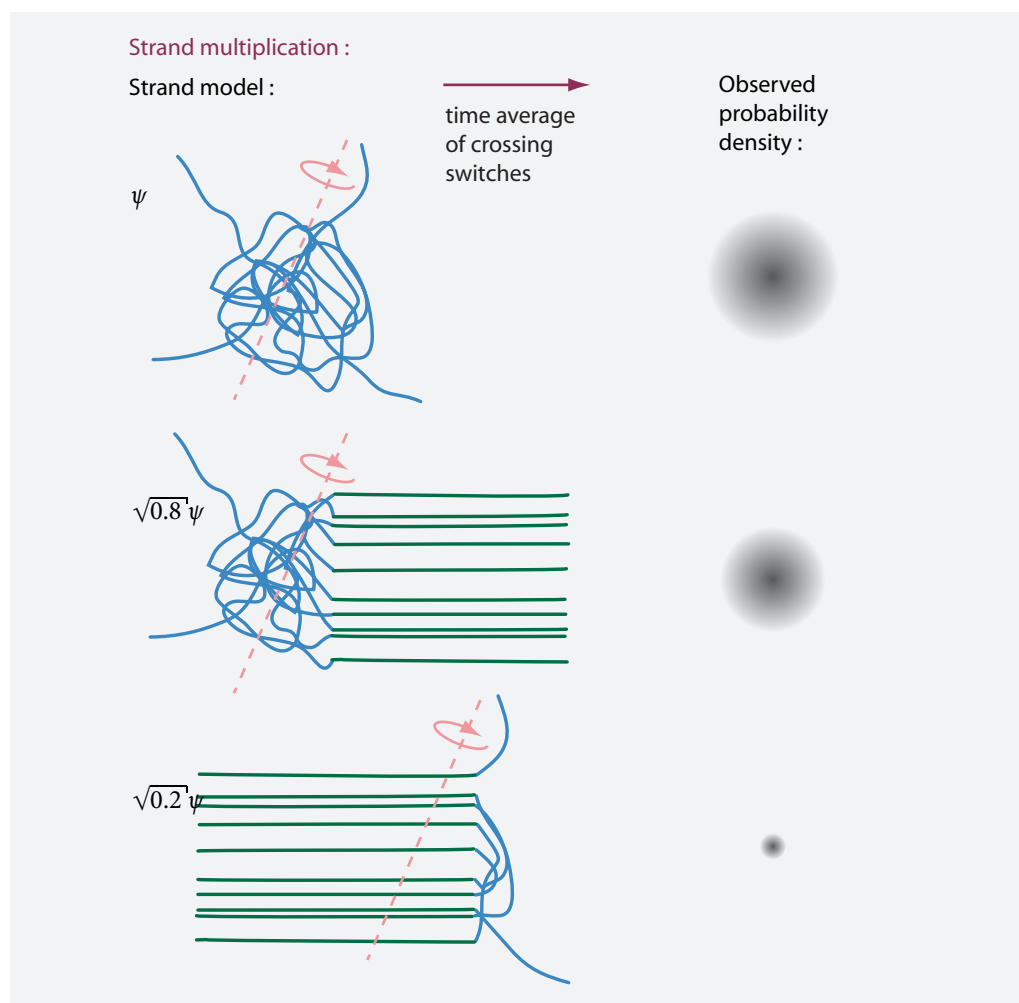 Strand multiplication :
Strand model :
time average
of crossing
switches
Observed
probability
density :
ψ
√0.8 ψ
√0.2 ψ